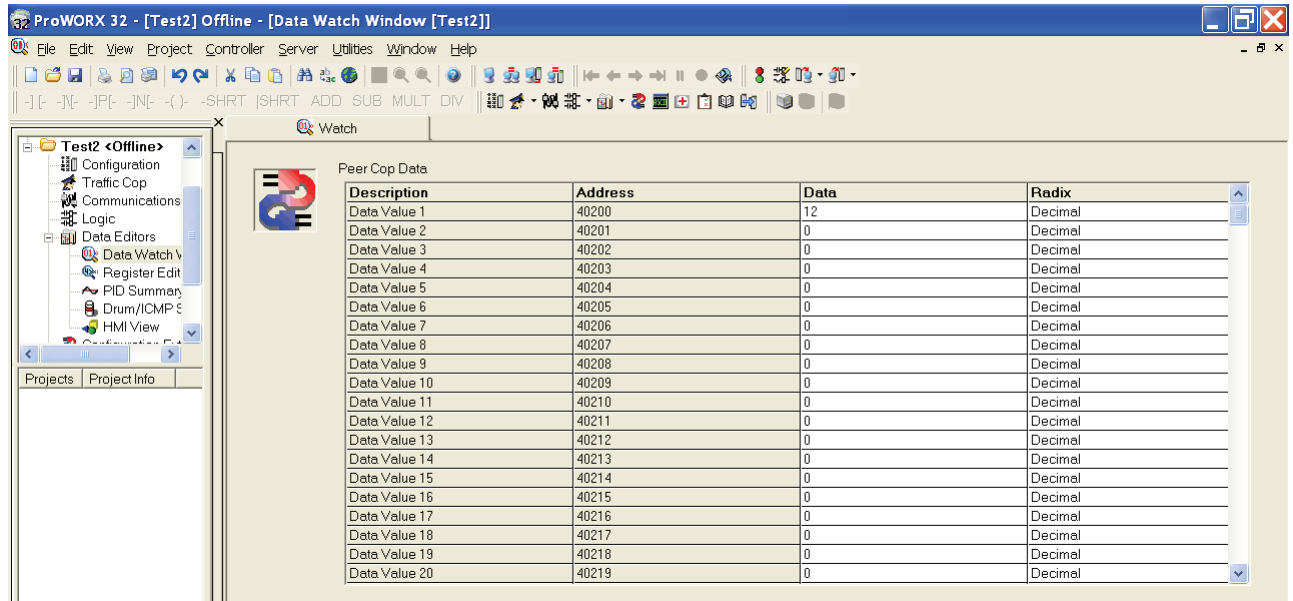 ProWORX 32 - [Test2] Offline - [Data Watch Window [Test2]]
File Edit View Project Controller Server Utilities Window Help
-] [- -]\[- -]P[- -]N[- -( )- -SHRT |SHRT ADD SUB MULT DIV
Watch
Test2 <Offline>
Configuration
Traffic Cop
Communications
Logic
Data Editors
Data Watch
Register Edit
PID Summary
Drum/ICMP
HMI View
Projects Project Info
Peer Cop Data
Description Address Data Radix
Data Value 1 40200 12 Decimal
Data Value 2 40201 0 Decimal
Data Value 3 40202 0 Decimal
Data Value 4 40203 0 Decimal
Data Value 5 40204 0 Decimal
Data Value 6 40205 0 Decimal
Data Value 7 40206 0 Decimal
Data Value 8 40207 0 Decimal
Data Value 9 40208 0 Decimal
Data Value 10 40209 0 Decimal
Data Value 11 40210 0 Decimal
Data Value 12 40211 0 Decimal
Data Value 13 40212 0 Decimal
Data Value 14 40213 0 Decimal
Data Value 15 40214 0 Decimal
Data Value 16 40215 0 Decimal
Data Value 17 40216 0 Decimal
Data Value 18 40217 0 Decimal
Data Value 19 40218 0 Decimal
Data Value 20 40219 0 Decimal